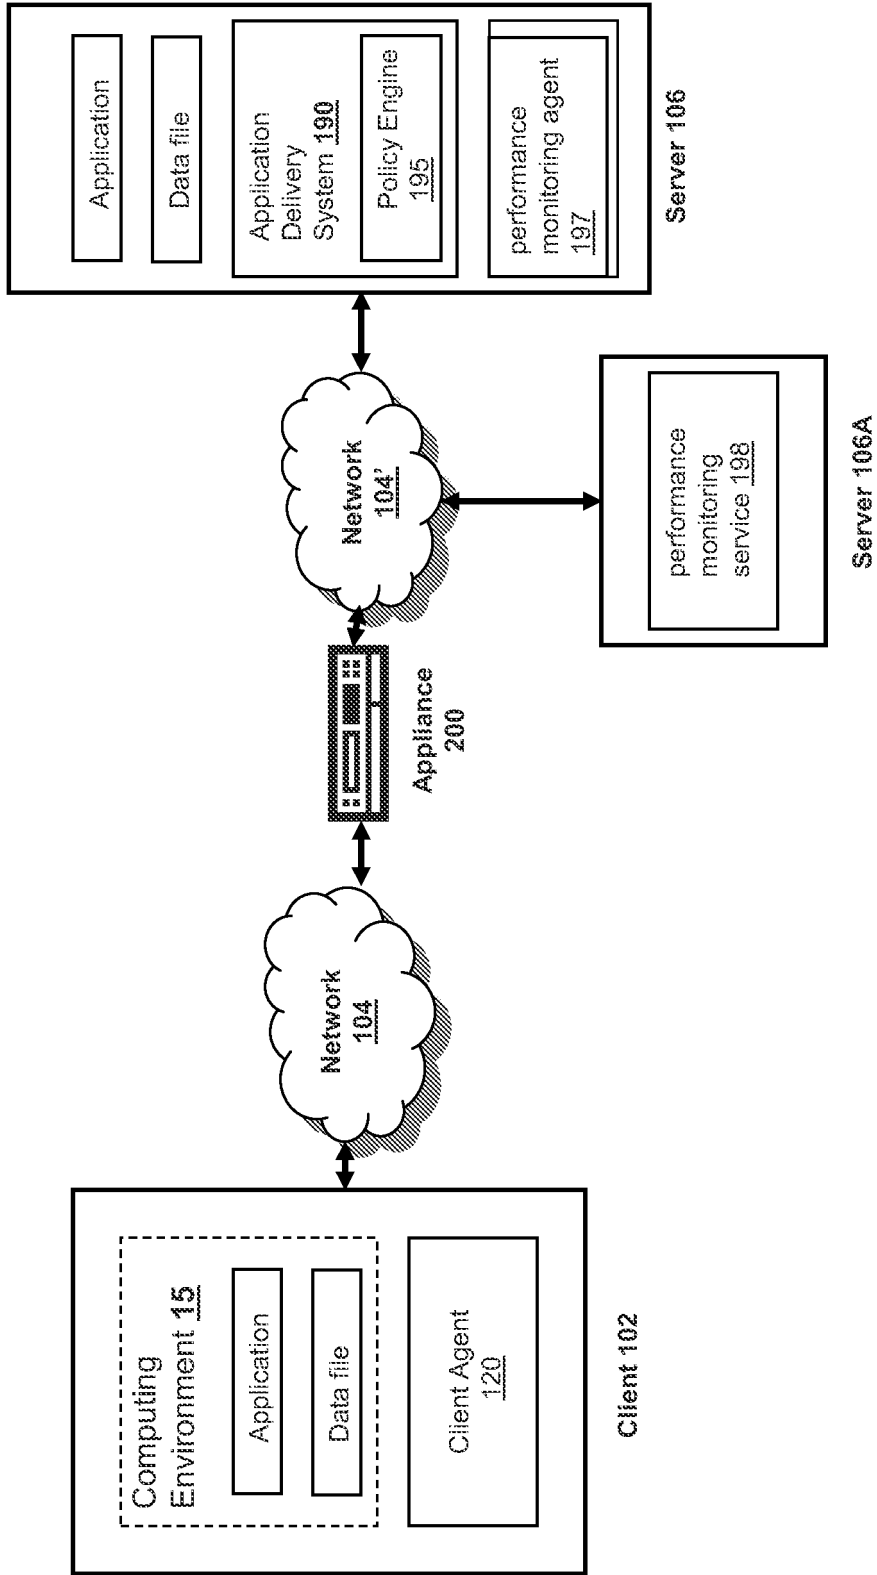 Computing
Environment 15
Application
Data file
Client Agent
120
Client 102
Network
104
Appliance
200
Network
104'
performance
monitoring
service 198
Server 106A
Application
Data file
Application
Delivery
System 190
Policy Engine
195
performance
monitoring agent
197
Server 106